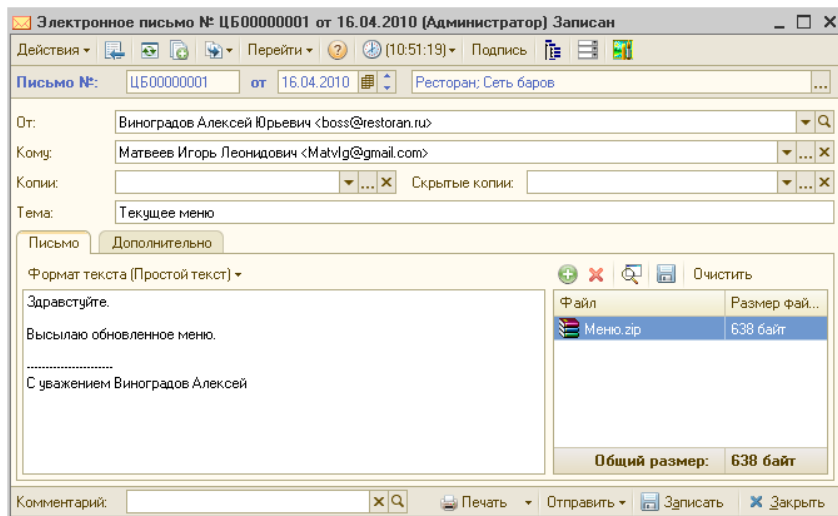 Электронное письмо № ЦБ00000001 от 16.04.2010 (Администратор) Записан
Действия Перейти (10:51:19) Подпись
Письмо №: ЦБ00000001 от 16.04.2010 Ресторан; Сеть баров
От: Виноградов Алексей Юрьевич <boss@restoran.ru>
Кому: Матвеев Игорь Леонидович <MatvIg@gmail.com>
Копии: Скрытые копии:
Тема: Текущее меню
Письмо Дополнительно
Формат текста (Простой текст) Очистить
Здравстуйте.
Высылаю обновленное меню.
----------------------
С уважением Виноградов Алексей
Файл Размер фай...
Меню.zip 638 байт
Общий размер: 638 байт
Комментарий: Печать Отправить Записать Закрыть